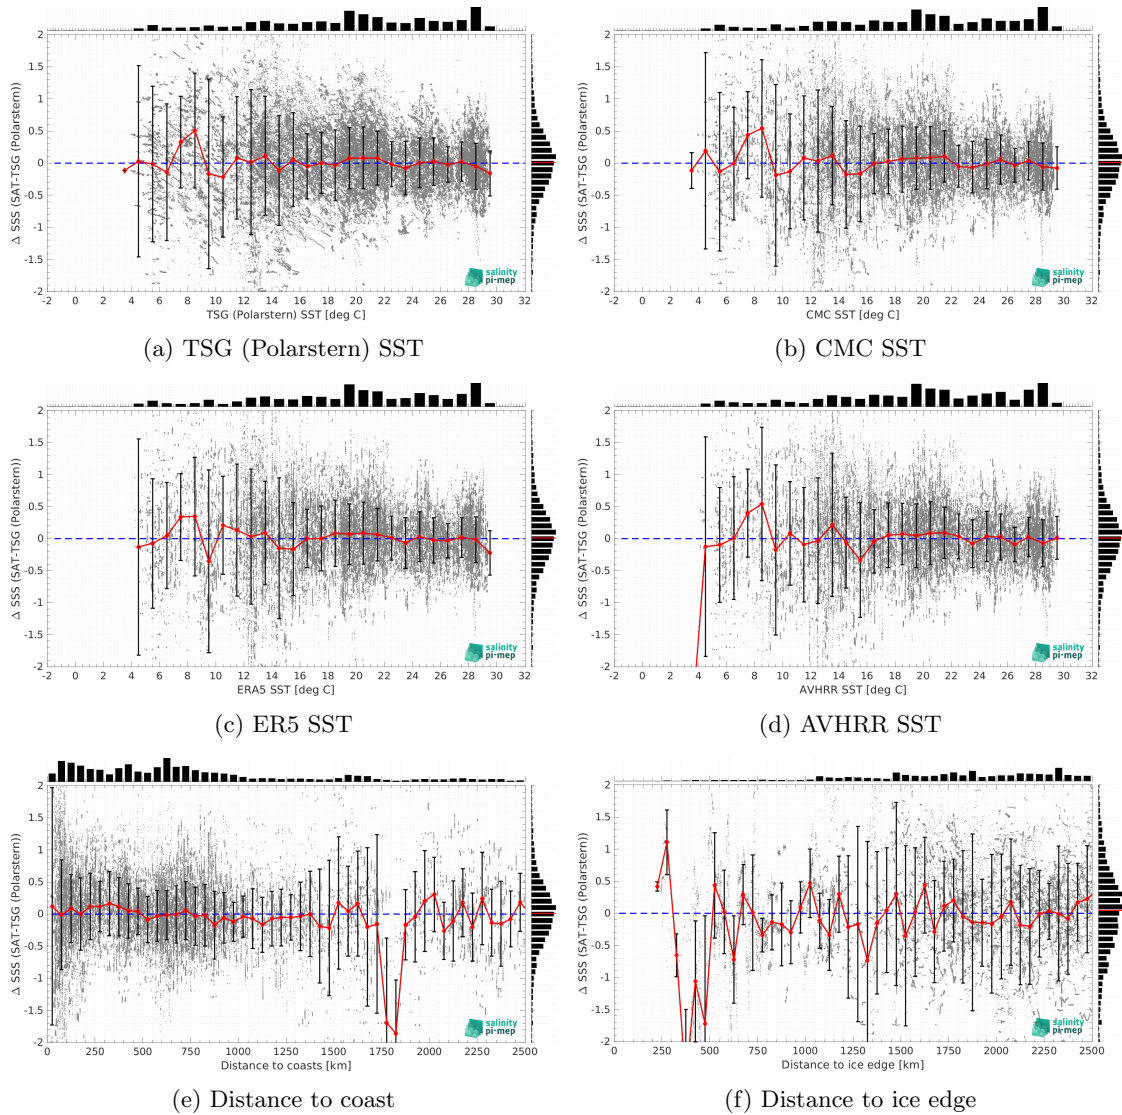 2
1.5
1
0.5
0
-0.5
-1
-1.5
-2
Δ SSS (SAT-TSG (Polarstern))
salinity
pi-mep
-2 0 2 4 6 8 10 12 14 16 18 20 22 24 26 28 30 32
TSG (Polarstern) SST [deg C]
(a) TSG (Polarstern) SST
2
1.5
1
0.5
0
-0.5
-1
-1.5
-2
Δ SSS (SAT-TSG (Polarstern))
salinity
pi-mep
-2 0 2 4 6 8 10 12 14 16 18 20 22 24 26 28 30 32
CMC SST [deg C]
(b) CMC SST
2
1.5
1
0.5
0
-0.5
-1
-1.5
-2
Δ SSS (SAT-TSG (Polarstern))
salinity
pi-mep
-2 0 2 4 6 8 10 12 14 16 18 20 22 24 26 28 30 32
ERA5 SST [deg C]
(c) ER5 SST
2
1.5
1
0.5
0
-0.5
-1
-1.5
-2
Δ SSS (SAT-TSG (Polarstern))
salinity
pi-mep
-2 0 2 4 6 8 10 12 14 16 18 20 22 24 26 28 30 32
AVHRR SST [deg C]
(d) AVHRR SST
2
1.5
1
0.5
0
-0.5
-1
-1.5
-2
Δ SSS (SAT-TSG (Polarstern))
salinity
pi-mep
0 250 500 750 1000 1250 1500 1750 2000 2250 2500
Distance to coasts [km]
(e) Distance to coast
2
1.5
1
0.5
0
-0.5
-1
-1.5
-2
Δ SSS (SAT-TSG (Polarstern))
salinity
pi-mep
0 250 500 750 1000 1250 1500 1750 2000 2250 2500
Distance to ice edge [km]
(f) Distance to ice edge